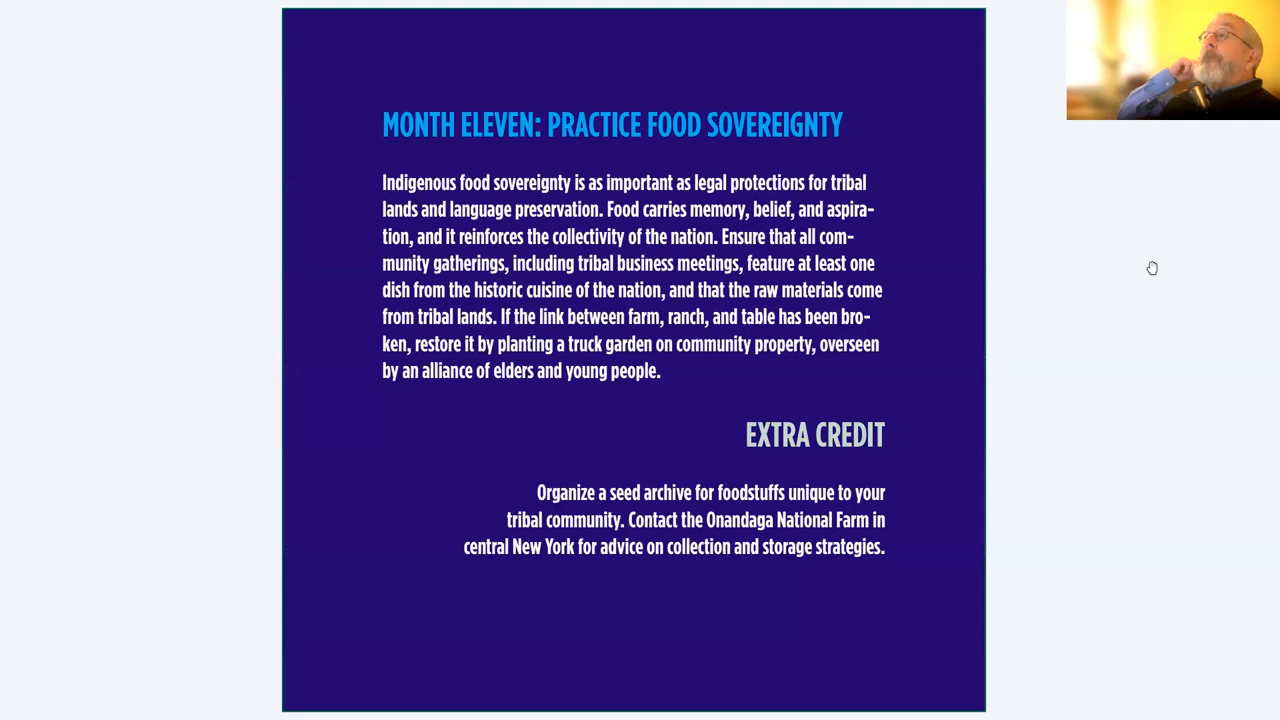 MONTH ELEVEN: PRACTICE FOOD SOVEREIGNTY
Indigenous food sovereignty is as important as legal protections for tribal
lands and language preservation. Food carries memory, belief, and aspira-
tion, and it reinforces the collectivity of the nation. Ensure that all com-
munity gatherings, including tribal business meetings, feature at least one
dish from the historic cuisine of the nation, and that the raw materials come
from tribal lands. If the link between farm, ranch, and table has been bro-
ken, restore it by planting a truck garden on community property, overseen
by an alliance of elders and young people.
EXTRA CREDIT
Organize a seed archive for foodstuffs unique to your
tribal community. Contact the Onandaga National Farm in
central New York for advice on collection and storage strategies.